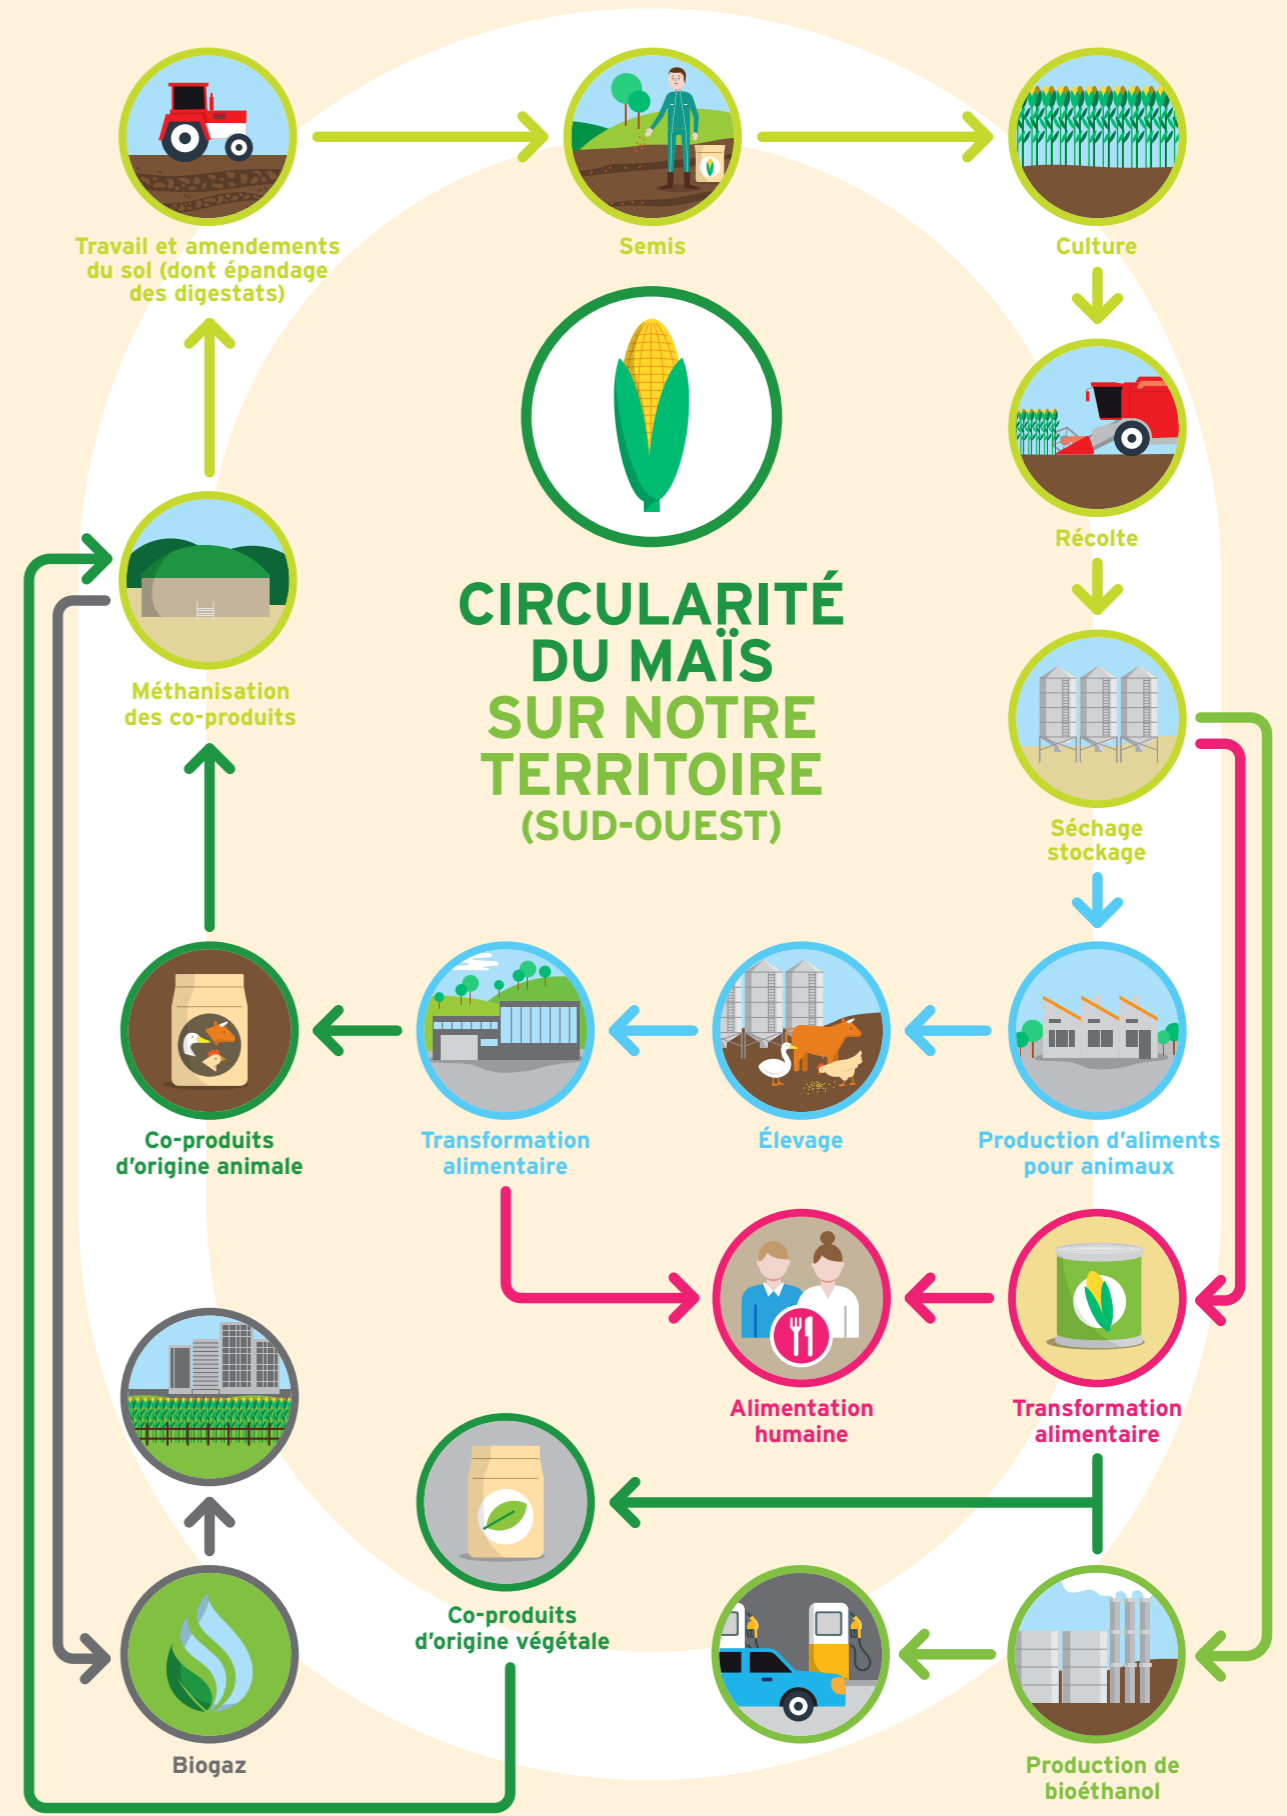 Travail et amendements
du sol (dont épandage
des digestats)
Semis
Culture
Récolte
CIRCULARITÉ
DU MAÏS
SUR NOTRE
TERRITOIRE
(SUD-OUEST)
Méthanisation
des co-produits
Séchage
stockage
Co-produits
d'origine animale
Transformation
alimentaire
Élevage
Production d'aliments
pour animaux
Alimentation
humaine
Transformation
alimentaire
Co-produits
d'origine végétale
Biogaz
Production de
bioéthanol